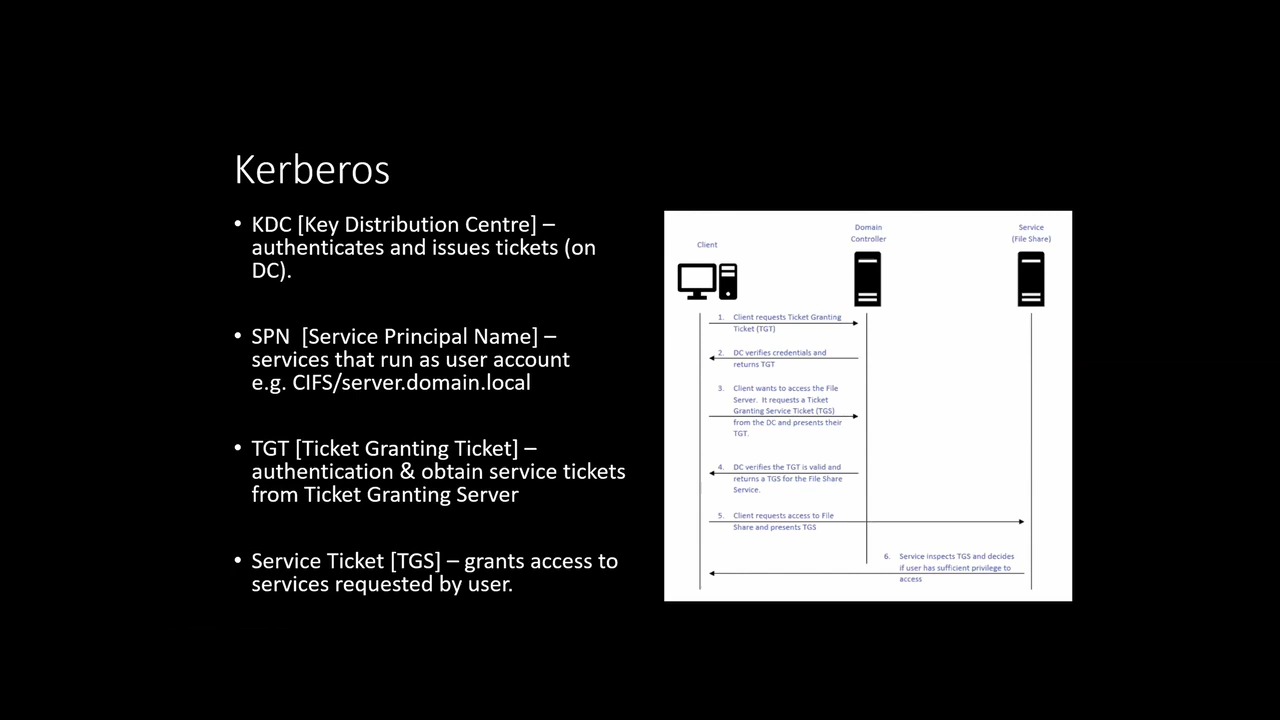 Kerberos
• KDC [Key Distribution Centre] –
authenticates and issues tickets (on
DC).
• SPN  [Service Principal Name] –
services that run as user account
e.g. CIFS/server.domain.local
• TGT [Ticket Granting Ticket] –
authentication & obtain service tickets
from Ticket Granting Server
• Service Ticket [TGS] – grants access to
services requested by user.
Client
Domain
Controller
Service
(File Share)
1. Client requests Ticket Granting
Ticket (TGT)
2. DC verifies credentials and
returns TGT
3. Client wants to access the File
Server. It requests a Ticket
Granting Service Ticket (TGS)
from the DC and presents their
TGT.
4. DC verifies the TGT is valid and
returns a TGS for the File Share
Service.
5. Client requests access to File
Share and presents TGS
6. Service inspects TGS and decides
if user has sufficient privilege to
access